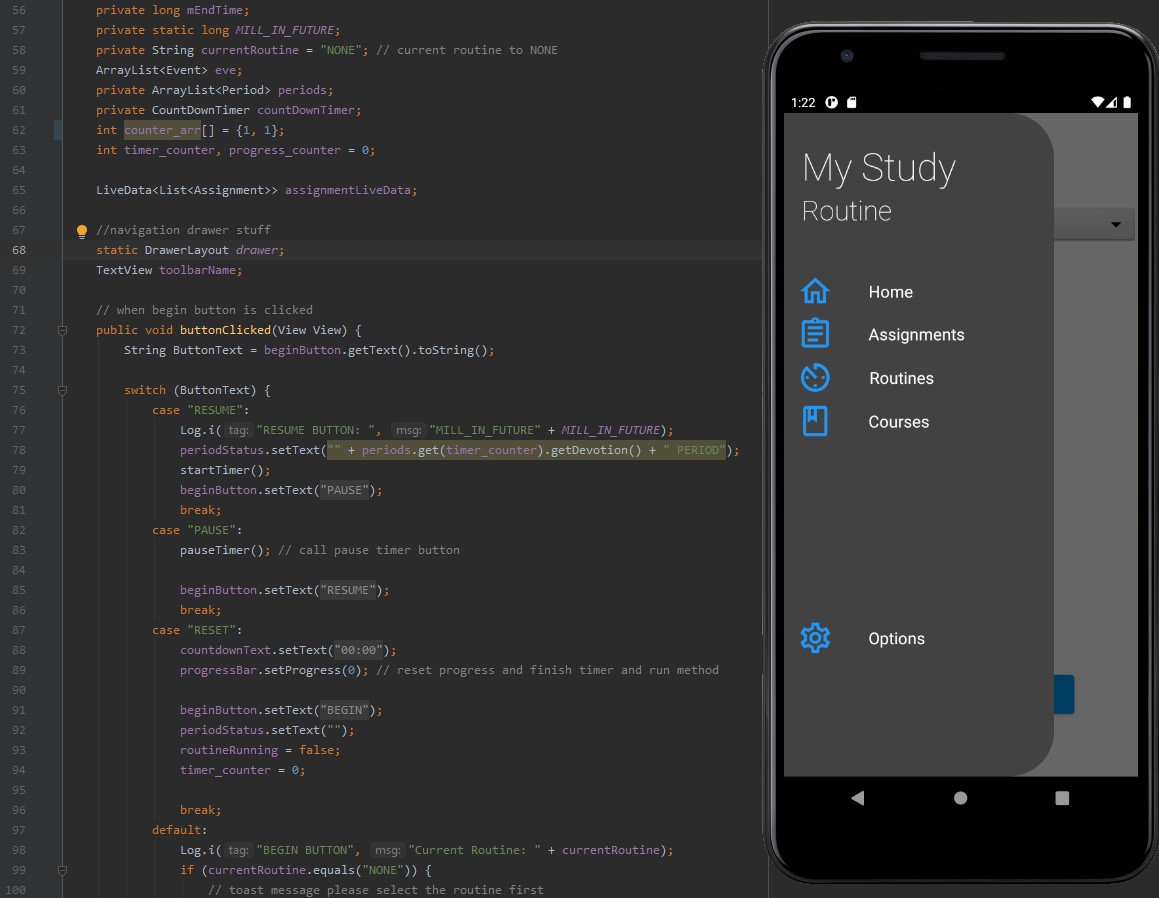 56 private long mEndTime;
57 private static long MILL_IN_FUTURE;
58 private String currentRoutine = "NONE"; // current routine to NONE
59 ArrayList<Event> eve;
60 private ArrayList<Period> periods;
61 private CountDownTimer countDownTimer;
62 int counter_arr[] = {1, 1};
63 int timer_counter, progress_counter = 0;
64
65 LiveData<List<Assignment>> assignmentLiveData;
66
67 //navigation drawer stuff
68 static DrawerLayout drawer;
69 TextView toolbarName;
70
71 // when begin button is clicked
72 public void buttonClicked(View View) {
73 String ButtonText = beginButton.getText().toString();
74
75 switch (ButtonText) {
76 case "RESUME":
77 Log.i( tag: "RESUME BUTTON: ", msg: "MILL_IN_FUTURE" + MILL_IN_FUTURE);
78 periodStatus.setText("" + periods.get(timer_counter).getDevotion() + " PERIOD");
79 startTimer();
80 beginButton.setText("PAUSE");
81 break;
82 case "PAUSE":
83 pauseTimer(); // call pause timer button
84
85 beginButton.setText("RESUME");
86 break;
87 case "RESET":
88 countdownText.setText("00:00");
89 progressBar.setProgress(0); // reset progress and finish timer and run method
90
91 beginButton.setText("BEGIN");
92 periodStatus.setText("");
93 routineRunning = false;
94 timer_counter = 0;
95
96 break;
97 default:
98 Log.i( tag: "BEGIN BUTTON", msg: "Current Routine: " + currentRoutine);
99 if (currentRoutine.equals("NONE")) {
100 // toast message please select the routine first
1:22
My Study
Routine
Home
Assignments
Routines
Courses
Options